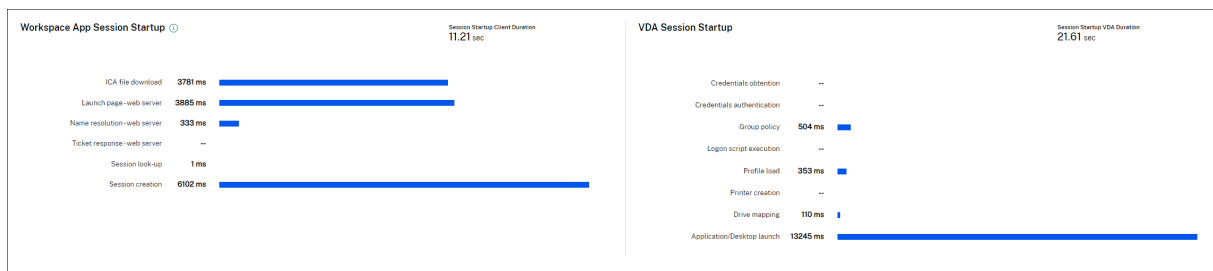 Workspace App Session Startup
Session Startup Client Duration
11.21 sec
ICA file download 3781 ms
Launch page - web server 3885 ms
Name resolution - web server 333 ms
Ticket response - web server --
Session look-up 1 ms
Session creation 6102 ms
VDA Session Startup
Session Startup VDA Duration
21.61 sec
Credentials obtention --
Credentials authentication --
Group policy 504 ms
Logon script execution --
Profile load 353 ms
Printer creation --
Drive mapping 110 ms
Application/Desktop launch 13245 ms